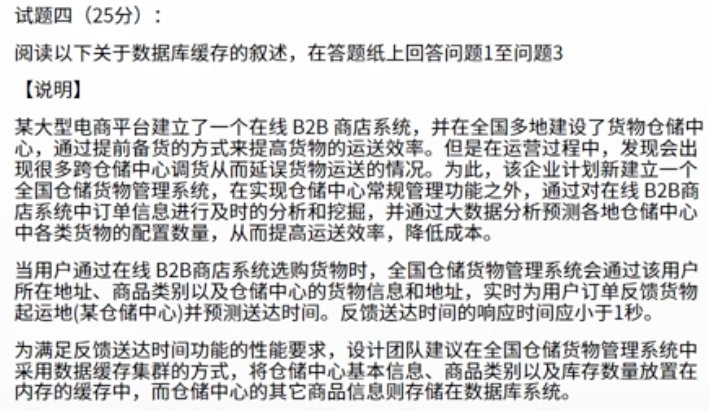 试题四（25分）：
阅读以下关于数据库缓存的叙述，在答题纸上回答问题1至问题3
【说明】
某大型电商平台建立了一个在线 B2B 商店系统，并在全国多地建设了货物仓储中
心，通过提前备货的方式来提高货物的运送效率。但是在运营过程中，发现会出
现很多跨仓储中心调货从而延误货物运送的情况。为此，该企业计划新建立一个
全国仓储货物管理系统，在实现仓储中心常规管理功能之外，通过对在线 B2B商
店系统中订单信息进行及时的分析和挖掘，并通过大数据分析预测各地仓储中心
中各类货物的配置数量，从而提高运送效率，降低成本。
当用户通过在线 B2B商店系统选购货物时，全国仓储货物管理系统会通过该用户
所在地址、商品类别以及仓储中心的货物信息和地址，实时为用户订单反馈货物
起运地(某仓储中心)并预测送达时间。反馈送达时间的响应时间应小于1秒。
为满足反馈送达时间功能的性能要求，设计团队建议在全国仓储货物管理系统中
采用数据缓存集群的方式，将仓储中心基本信息、商品类别以及库存数量放置在
内存的缓存中，而仓储中心的其它商品信息则存储在数据库系统。